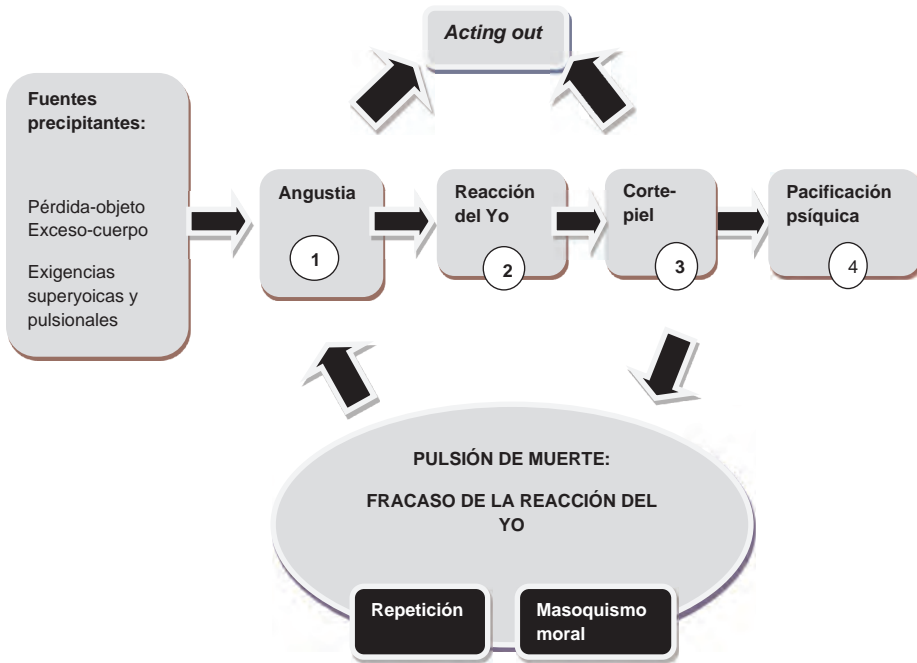 Acting out
Fuentes
precipitantes:
Pérdida-objeto
Exceso-cuerpo
Exigencias
superyoicas y
pulsionales
Angustia
1
Reacción
del Yo
2
Corte-
piel
3
Pacificación
psíquica
4
PULSIÓN DE MUERTE:
FRACASO DE LA REACCIÓN DEL
YO
Repetición
Masoquismo
moral